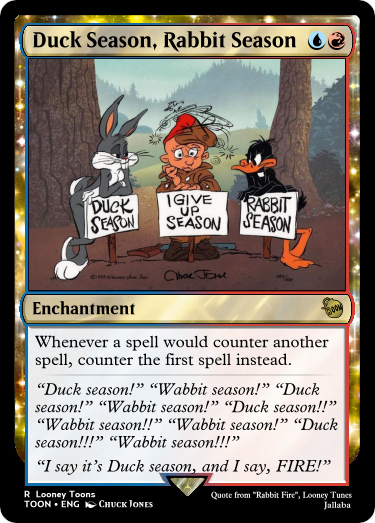 Duck Season, Rabbit Season
DUCK
SEASON
I GIVE
UP
SEASON
RABBIT
SEASON
Chuck Jones
Enchantment
TOON
Whenever a spell would counter another
spell, counter the first spell instead.
“Duck season!” “Wabbit season!” “Duck
season!” “Wabbit season!” “Duck season!!”
“Wabbit season!!” “Wabbit season!” “Duck
season!!!” “Wabbit season!!!”
“I say it's Duck season, and I say, FIRE!”
R Looney Toons
TOON • ENG CHUCK JONES
Quote from "Rabbit Fire", Looney Tunes
Jallaba